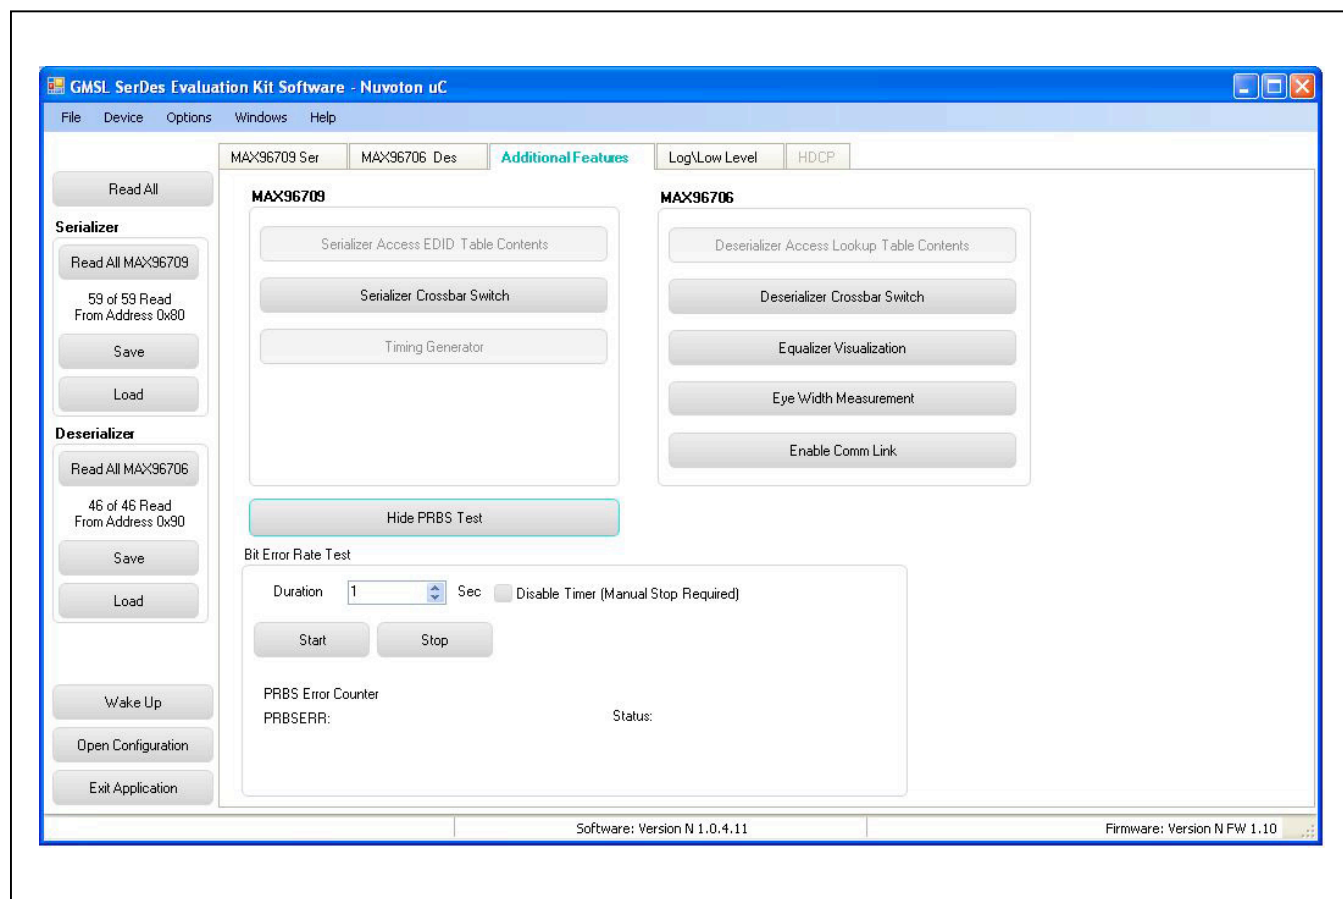 GMSL SerDes Evaluation Kit Software - Nuvoton uC
File Device Options Windows Help
MAX96709 Ser MAX96706 Des Additional Features Log\Low Level HDCP
Read All
Serializer
Read All MAX96709
59 of 59 Read
From Address 0x80
Save
Load
Deserializer
Read All MAX96706
46 of 46 Read
From Address 0x90
Save
Load
Wake Up
Open Configuration
Exit Application
MAX96709
Serializer Access EDID Table Contents
Serializer Crossbar Switch
Timing Generator
MAX96706
Deserializer Access Lookup Table Contents
Deserializer Crossbar Switch
Equalizer Visualization
Eye Width Measurement
Enable Comm Link
Hide PRBS Test
Bit Error Rate Test
Duration 1 Sec Disable Timer (Manual Stop Required)
Start Stop
PRBS Error Counter
PRBSERR: Status:
Software: Version N 1.0.4.11 Firmware: Version N FW 1.10